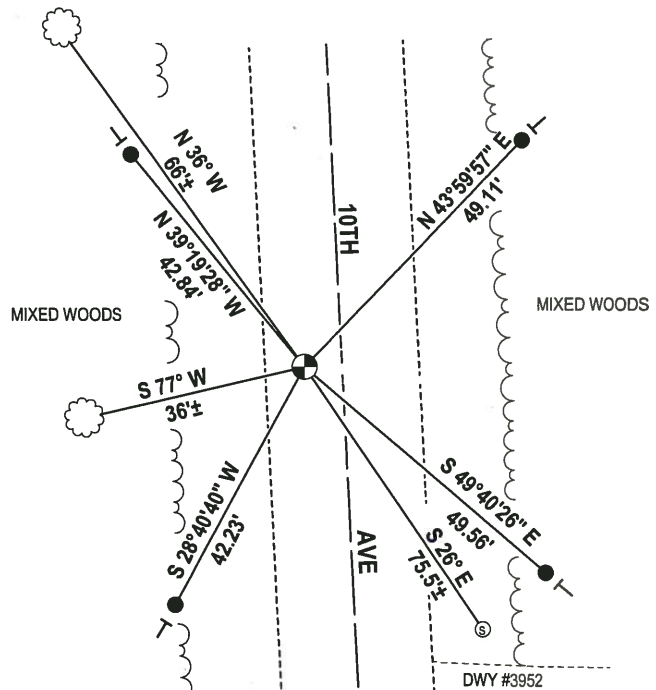 N 36° W
66'±
N 43°59'57" E
49.11'
N 39°19'28" W
42.84'
10TH
MIXED WOODS
MIXED WOODS
S 77° W
36'±
S 28°40'40" W
42.23'
S 49°40'26" E
49.56'
S 26° E
75.5'±
AVE
S
DWY #3952